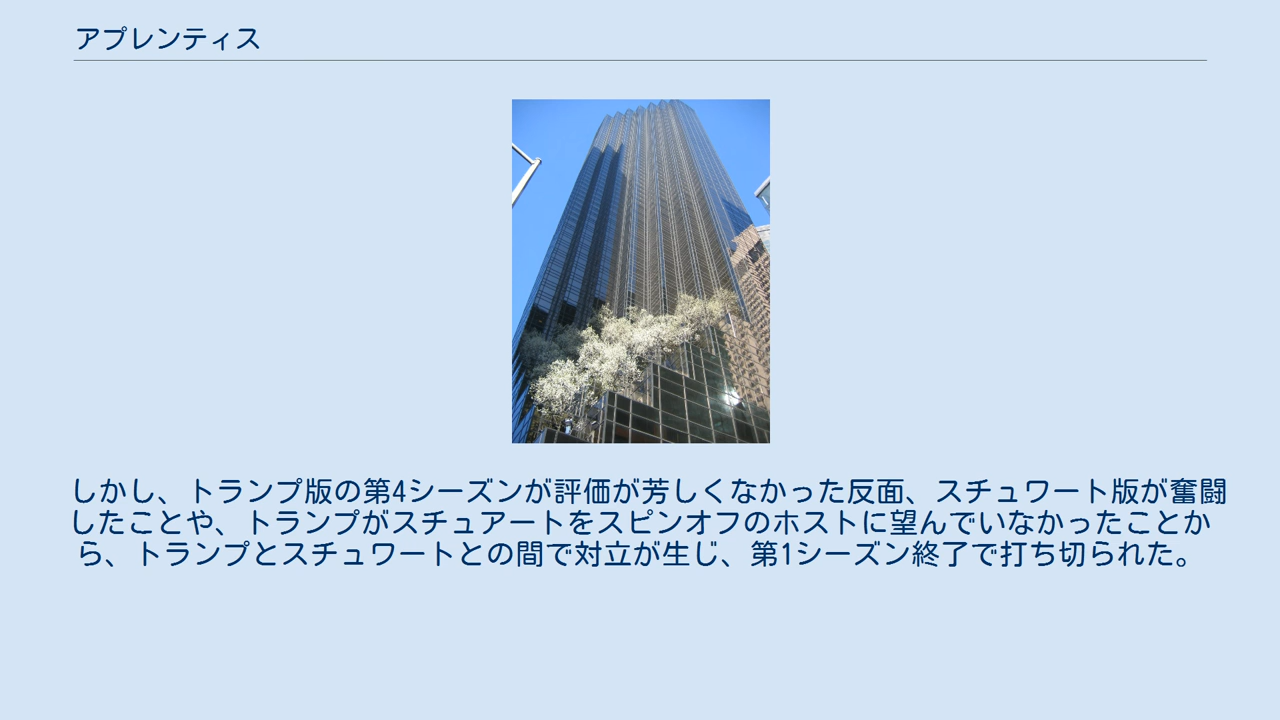 アプレンティス
しかし、トランプ版の第4シーズンが評価が芳しくなかった反面、スチュワート版が奮闘
したことや、トランプがスチュアートをスピンオフのホストに望んでいなかったことか
ら、トランプとスチュワートとの間で対立が生じ、第1シーズン終了で打ち切られた。